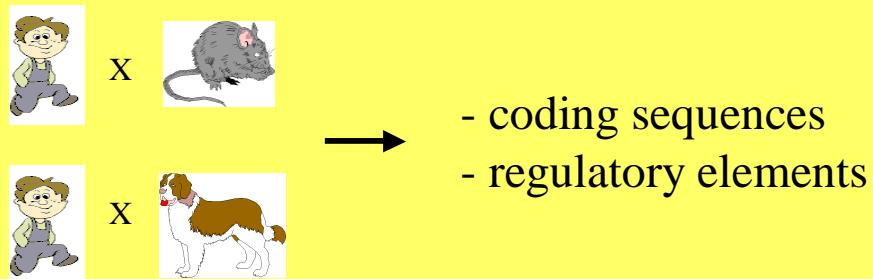 X
X
- coding sequences
- regulatory elements